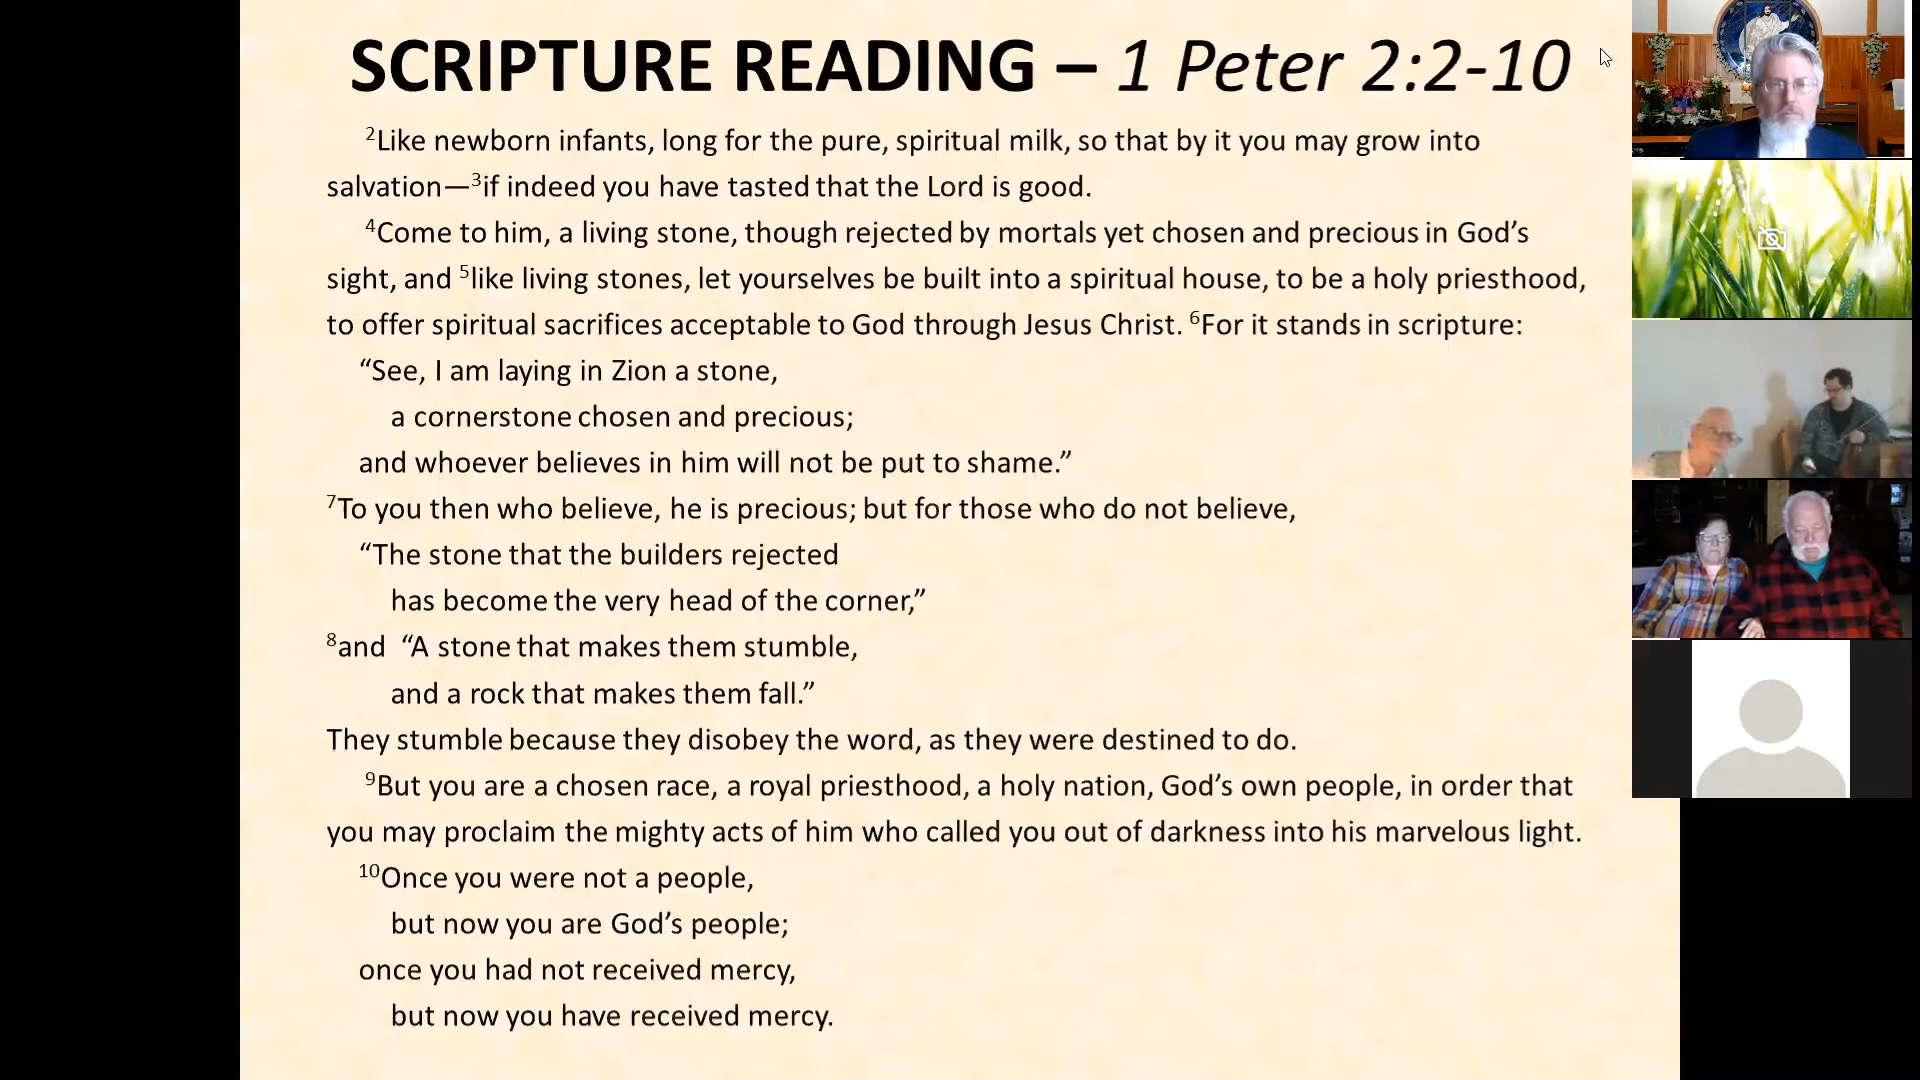 SCRIPTURE READING – 1 Peter 2:2-10
2Like newborn infants, long for the pure, spiritual milk, so that by it you may grow into
salvation—3if indeed you have tasted that the Lord is good.
4Come to him, a living stone, though rejected by mortals yet chosen and precious in God’s
sight, and 5like living stones, let yourselves be built into a spiritual house, to be a holy priesthood,
to offer spiritual sacrifices acceptable to God through Jesus Christ. 6For it stands in scripture:
“See, I am laying in Zion a stone,
a cornerstone chosen and precious;
and whoever believes in him will not be put to shame.”
7To you then who believe, he is precious; but for those who do not believe,
“The stone that the builders rejected
has become the very head of the corner,”
8and “A stone that makes them stumble,
and a rock that makes them fall.”
They stumble because they disobey the word, as they were destined to do.
9But you are a chosen race, a royal priesthood, a holy nation, God’s own people, in order that
you may proclaim the mighty acts of him who called you out of darkness into his marvelous light.
10Once you were not a people,
but now you are God’s people;
once you had not received mercy,
but now you have received mercy.